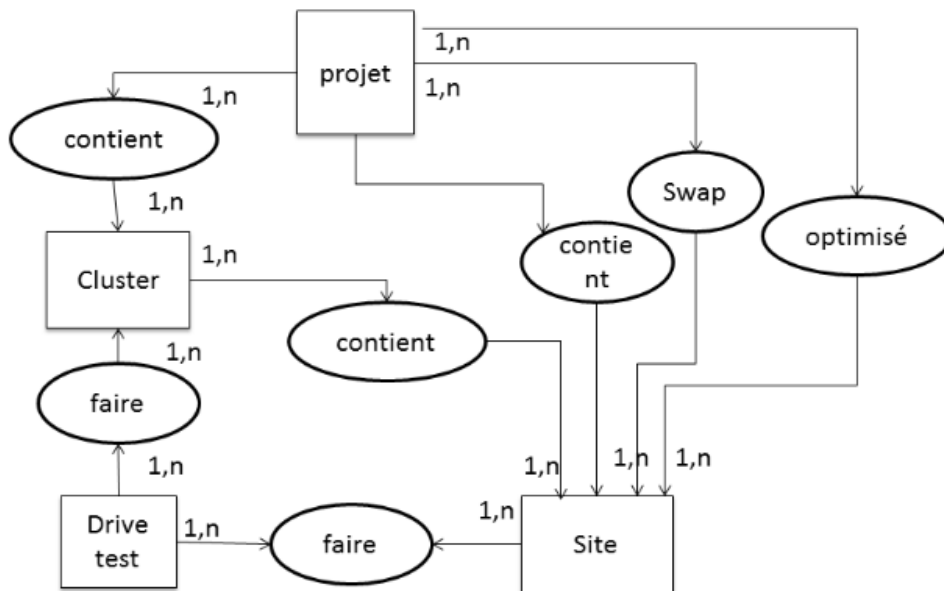 1,n
projet
1,n
1,n
contient
Swap
1,n
optimisé
contie
nt
1,n
Cluster
contient
1,n
faire
1,n
1,n
1,n
1,n
1,n
1,n
Drive
test
faire
Site